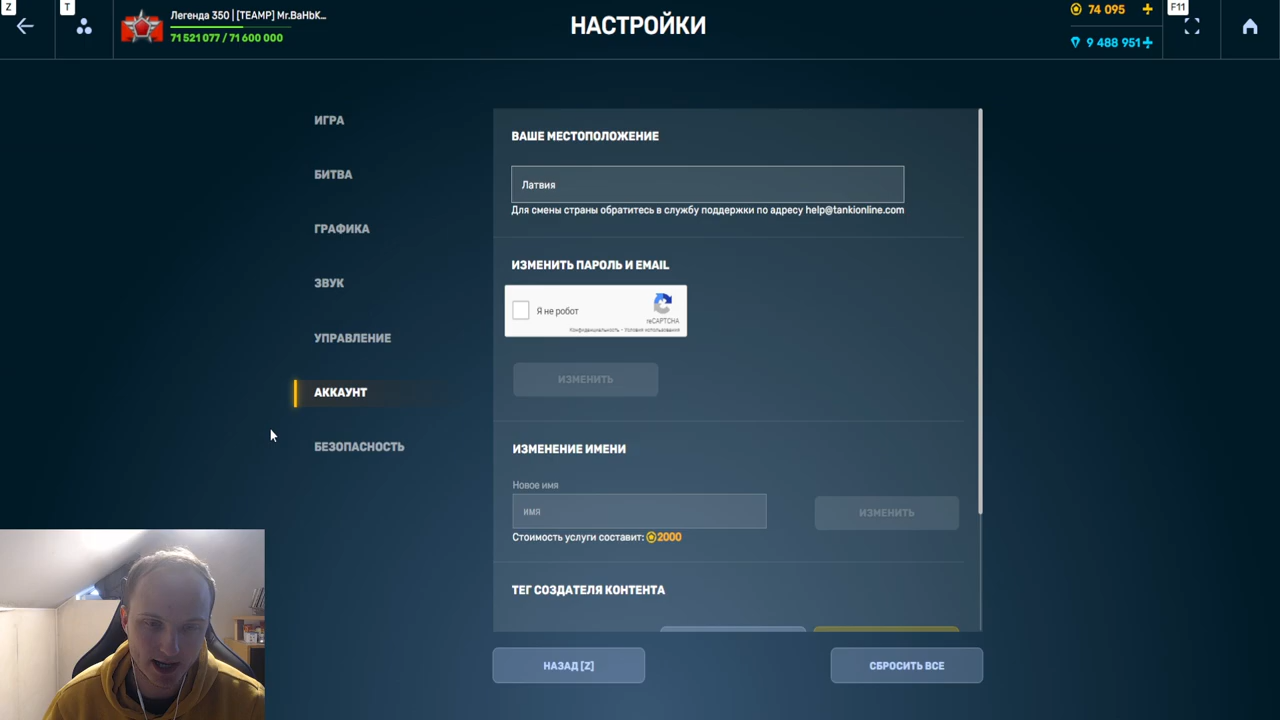 Z
T
Легенда 350 | [TEAMP] Mr.BaHbK...
71 521 077 / 71 600 000
НАСТРОЙКИ
74 095
9 488 951
F11
ИГРА
БИТВА
ГРАФИКА
ЗВУК
УПРАВЛЕНИЕ
АККАУНТ
БЕЗОПАСНОСТЬ
ВАШЕ МЕСТОПОЛОЖЕНИЕ
Латвия
Для смены страны обратитесь в службу поддержки по адресу help@tankionline.com
ИЗМЕНИТЬ ПАРОЛЬ И EMAIL
Я не робот
reCAPTCHA
Конфиденциальность - Условия использования
ИЗМЕНИТЬ
ИЗМЕНЕНИЕ ИМЕНИ
Новое имя
имя
ИЗМЕНИТЬ
Стоимость услуги составит: 2000
ТЕГ СОЗДАТЕЛЯ КОНТЕНТА
НАЗАД [Z]
СБРОСИТЬ ВСЕ